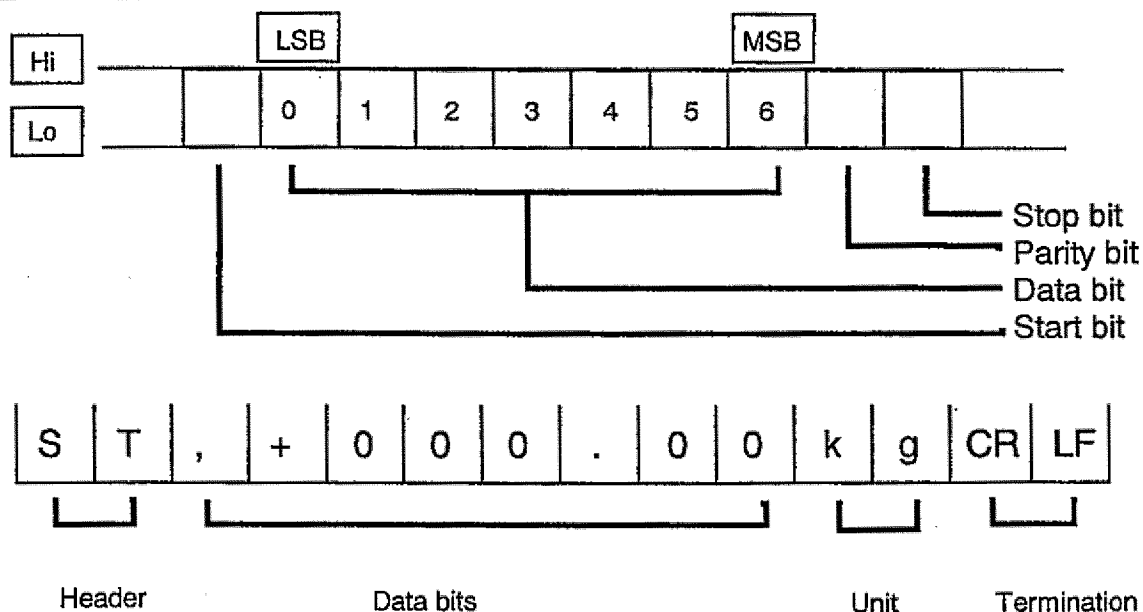 LSB MSB
Hi
0 1 2 3 4 5 6
Lo
Stop bit
Parity bit
Data bit
Start bit
S T , + 0 0 0 . 0 0 k g CR LF
Header Data bits Unit Termination